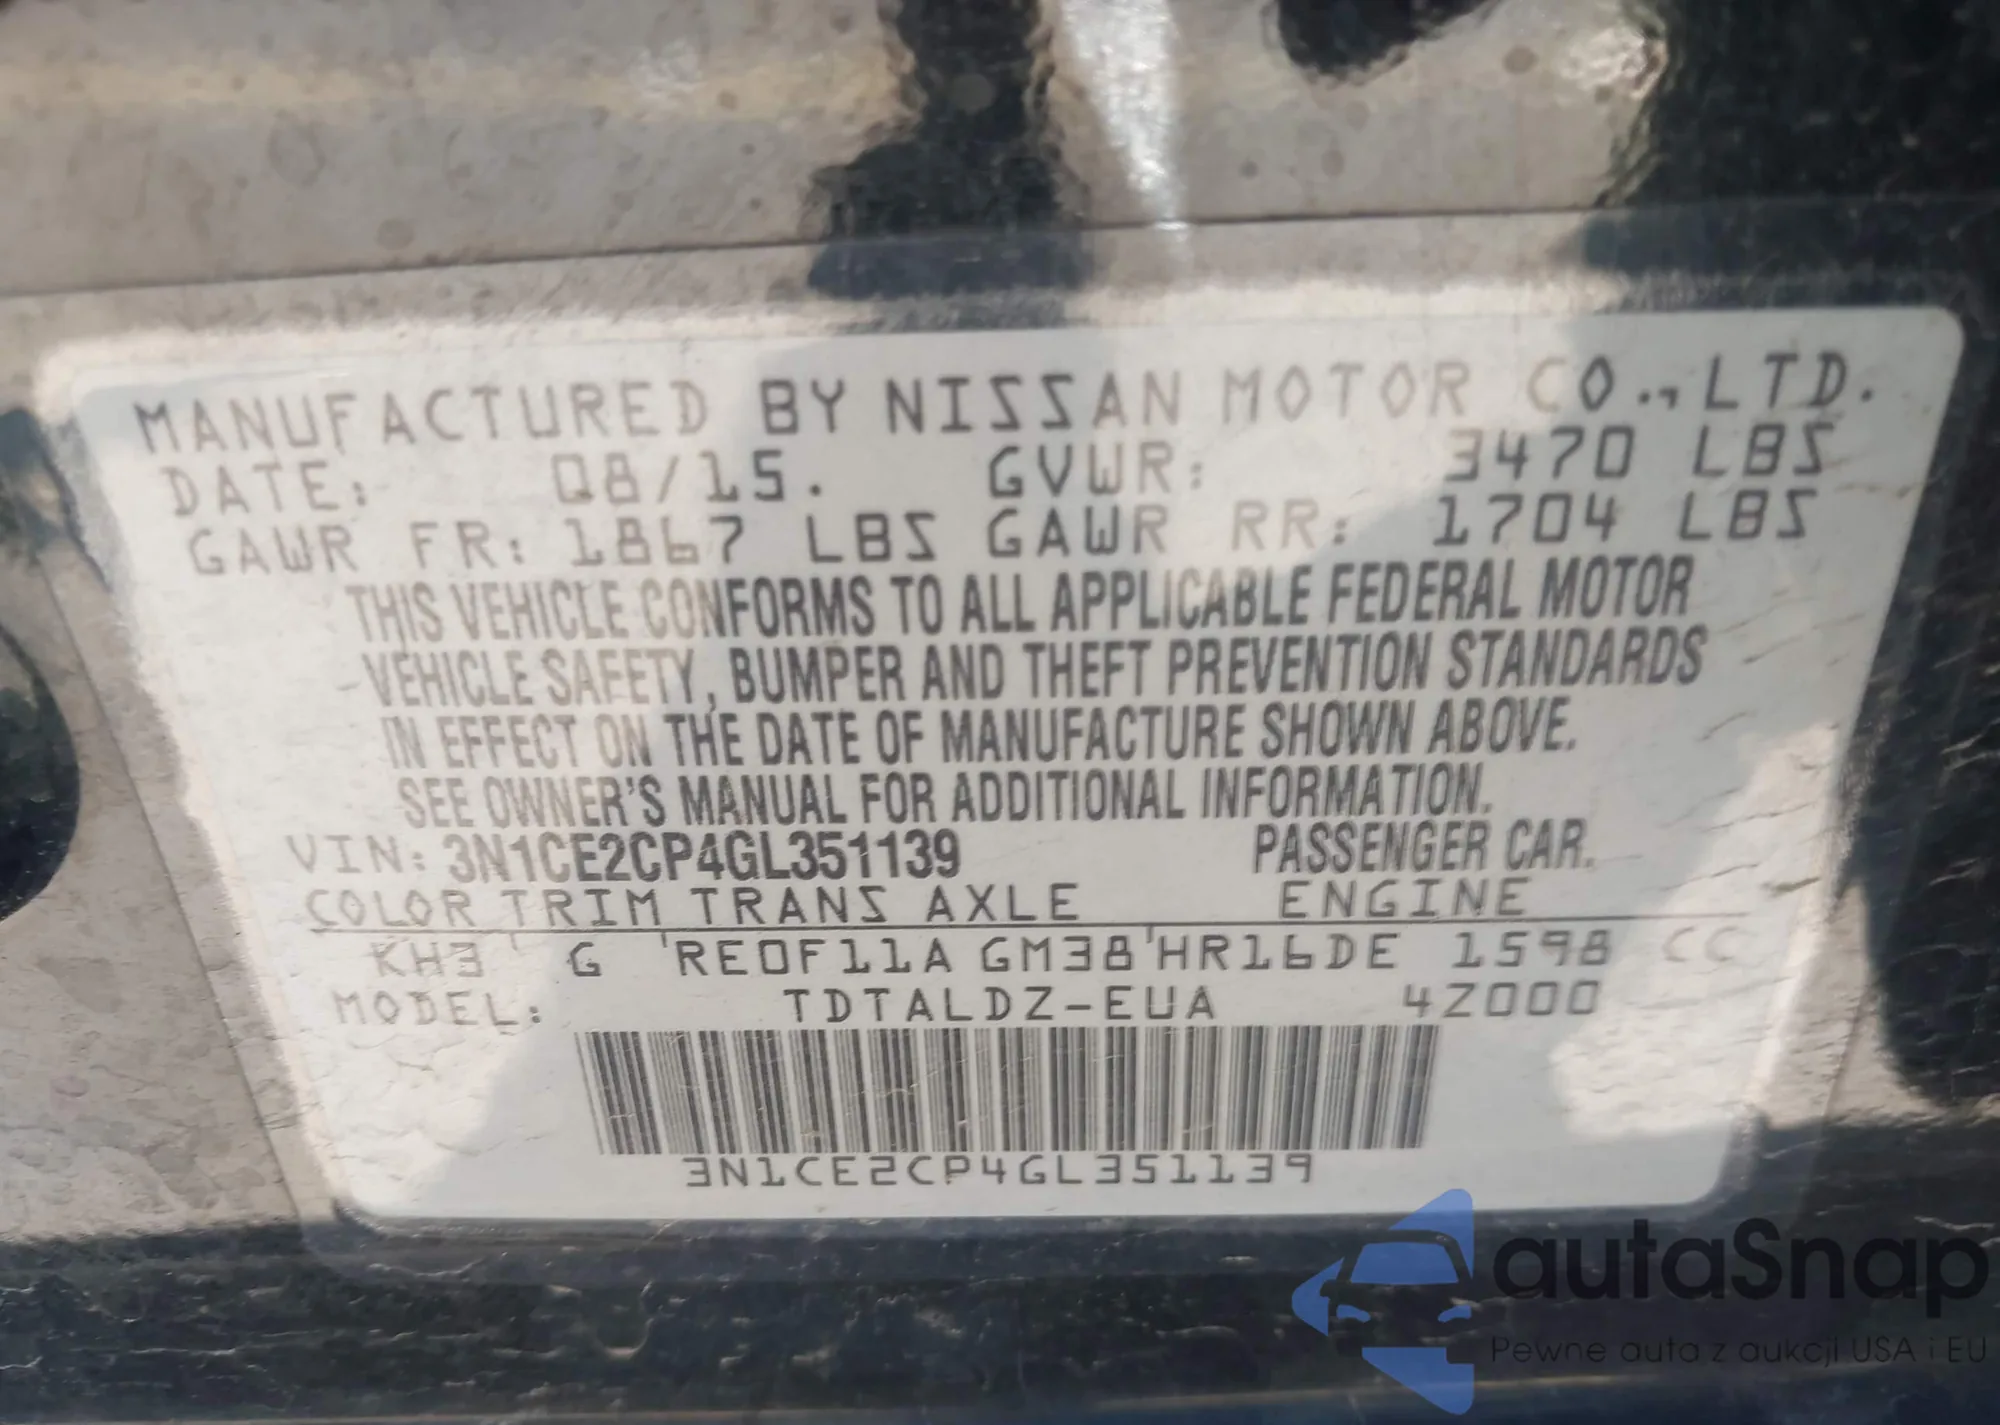 MANUFACTURED BY NISSAN MOTOR CO., LTD.
DATE: 08/15. GVWR: 3470 LBS
GAWR FR: 1867 LBS GAWR RR: 1704 LBS
THIS VEHICLE CONFORMS TO ALL APPLICABLE FEDERAL MOTOR
VEHICLE SAFETY, BUMPER AND THEFT PREVENTION STANDARDS
IN EFFECT ON THE DATE OF MANUFACTURE SHOWN ABOVE.
SEE OWNER'S MANUAL FOR ADDITIONAL INFORMATION.
VIN: 3N1CE2CP4GL351139 PASSENGER CAR.
COLOR TRIM TRANS AXLE ENGINE
KH3 G RE0F11A GM38 HR16DE 1598 CC
MODEL: TDTALDZ-EUA 4Z000
3N1CE2CP4GL351139
autaSnap
Pewne auta z aukcji USA i EU